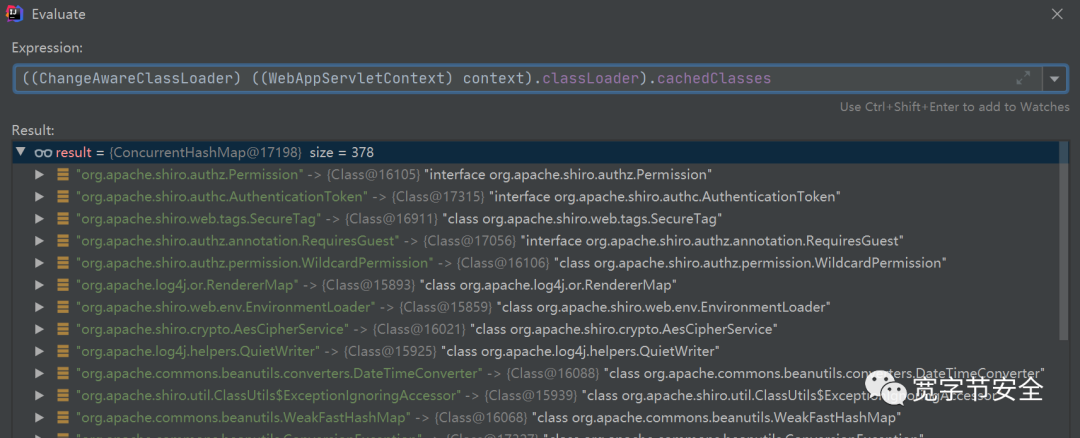 Evaluate
Expression:
((ChangeAwareClassLoader) ((WebAppServletContext) context).classLoader).cachedClasses
Use Ctrl+Shift+Enter to add to Watches
Result:
result = {ConcurrentHashMap@17198} size = 378
"org.apache.shiro.authz.Permission" -> {Class@16105} "interface org.apache.shiro.authz.Permission"
"org.apache.shiro.authc.AuthenticationToken" -> {Class@17315} "interface org.apache.shiro.authc.AuthenticationToken"
"org.apache.shiro.web.tags.SecureTag" -> {Class@16911} "class org.apache.shiro.web.tags.SecureTag"
"org.apache.shiro.authz.annotation.RequiresGuest" -> {Class@17056} "interface org.apache.shiro.authz.annotation.RequiresGuest"
"org.apache.shiro.authz.permission.WildcardPermission" -> {Class@16106} "class org.apache.shiro.authz.permission.WildcardPermission"
"org.apache.log4j.or.RendererMap" -> {Class@15893} "class org.apache.log4j.or.RendererMap"
"org.apache.shiro.web.env.EnvironmentLoader" -> {Class@15859} "class org.apache.shiro.web.env.EnvironmentLoader"
"org.apache.shiro.crypto.AesCipherService" -> {Class@16021} "class org.apache.shiro.crypto.AesCipherService"
"org.apache.log4j.helpers.QuietWriter" -> {Class@15925} "class org.apache.log4j.helpers.QuietWriter"
"org.apache.commons.beanutils.converters.DateTimeConverter" -> {Class@16088} "class org.apache.commons.beanutils.converters.DateTimeConverter"
"org.apache.shiro.util.ClassUtils$ExceptionIgnoringAccessor" -> {Class@15939} "class org.apache.shiro.util.ClassUtils$ExceptionIgnoringAccesso
"org.apache.commons.beanutils.WeakFastHashMap" -> {Class@16068} "class org.apache.commons.beanutils.WeakFastHashMap"
宽字节安全